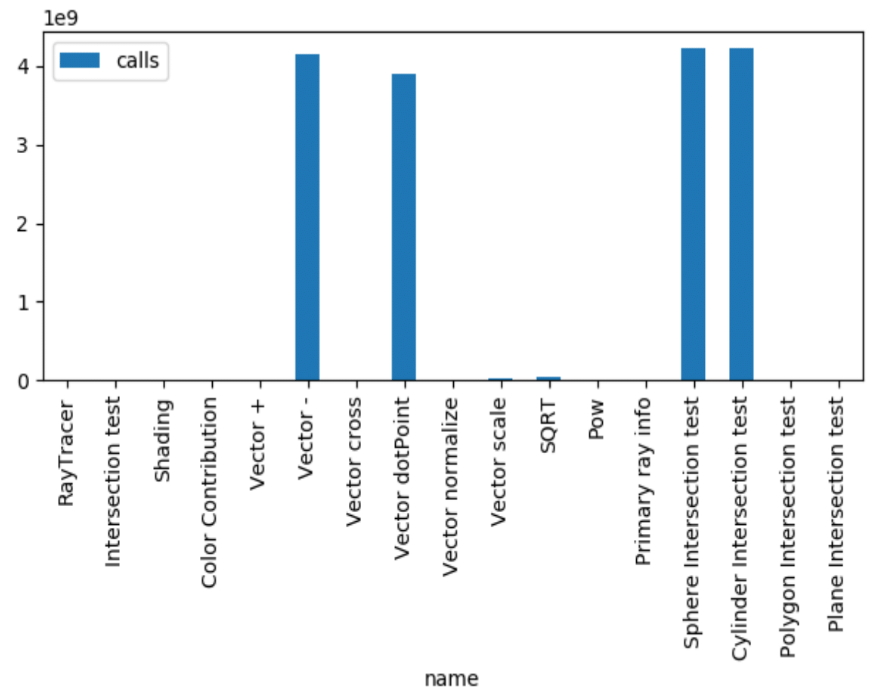 1e9
calls
4
3
2
1
0
RayTracer
Intersection test
Shading
Color Contribution
Vector +
Vector -
Vector cross
Vector dotPoint
Vector normalize
Vector scale
SQRT
Pow
Primary ray info
Sphere Intersection test
Cylinder Intersection test
Polygon Intersection test
Plane Intersection test
name